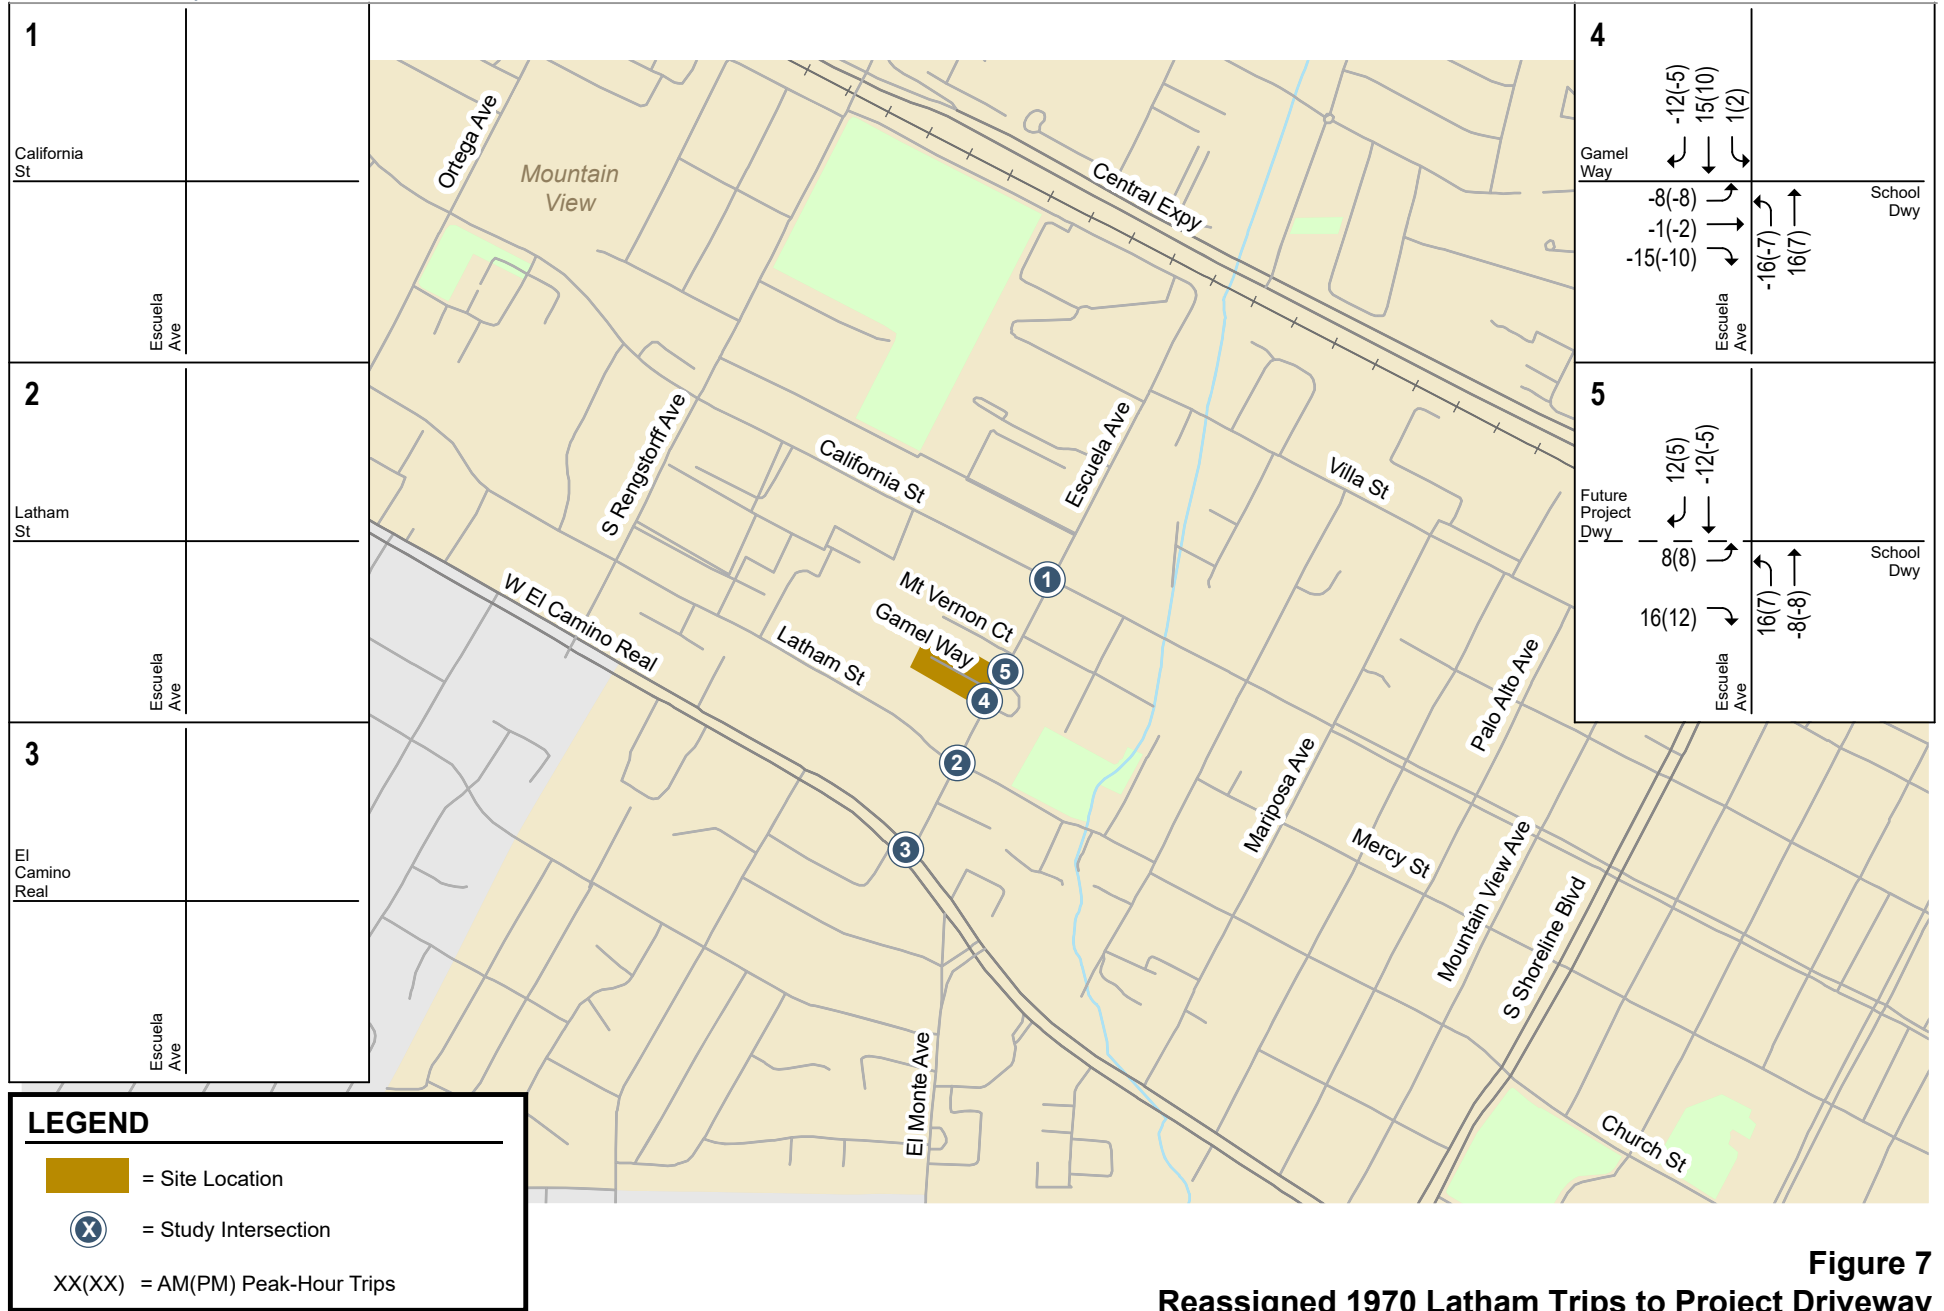 1
California
St
Escuela
Ave
2
Latham
St
Escuela
Ave
3
El
Camino
Real
Escuela
Ave
4
-12(-5)
15(10)
1(2)
Gamel
Way
School
Dwy
-8(-8)
-1(-2)
-15(-10)
-16(-7)
16(7)
Escuela
Ave
5
12(5)
-12(-5)
Future
Project
Dwy
School
Dwy
8(8)
16(12)
16(7)
-8(-8)
Escuela
Ave
Ortega Ave
Mountain
View
Central Expy
S Rengstorff Ave
California St
Escuela Ave
Villa St
W El Camino Real
Mt Vernon Ct
Gamel Way
Latham St
1
5
4
2
3
Palo Alto Ave
Mariposa Ave
Mercy St
Mountain View Ave
S Shoreline Blvd
El Monte Ave
Church St
LEGEND
= Site Location
X = Study Intersection
XX(XX) = AM(PM) Peak-Hour Trips
Figure 7
Reassigned 1970 Latham Trips to Project Driveway